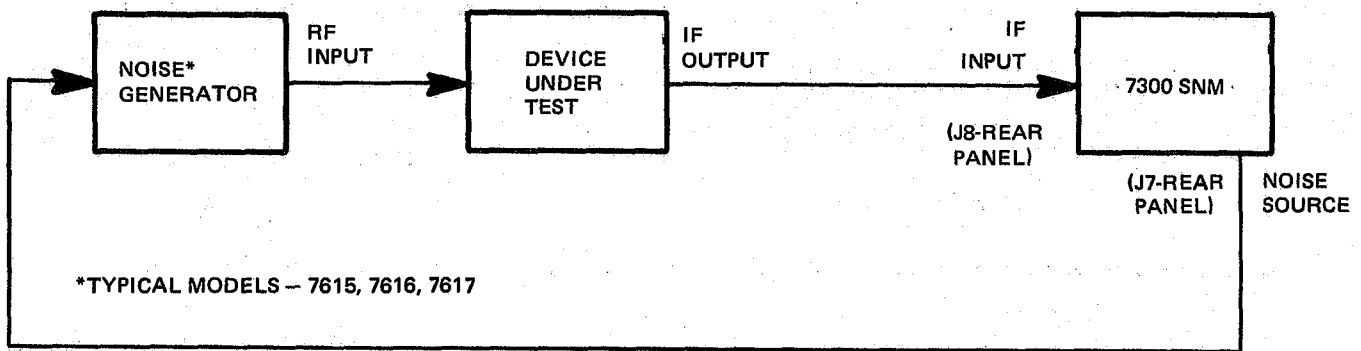 NOISE*
GENERATOR
RF
INPUT
DEVICE
UNDER
TEST
IF
OUTPUT
IF
INPUT
(J8-REAR
PANEL)
7300 SNM
(J7-REAR
PANEL)
NOISE
SOURCE
*TYPICAL MODELS — 7615, 7616, 7617